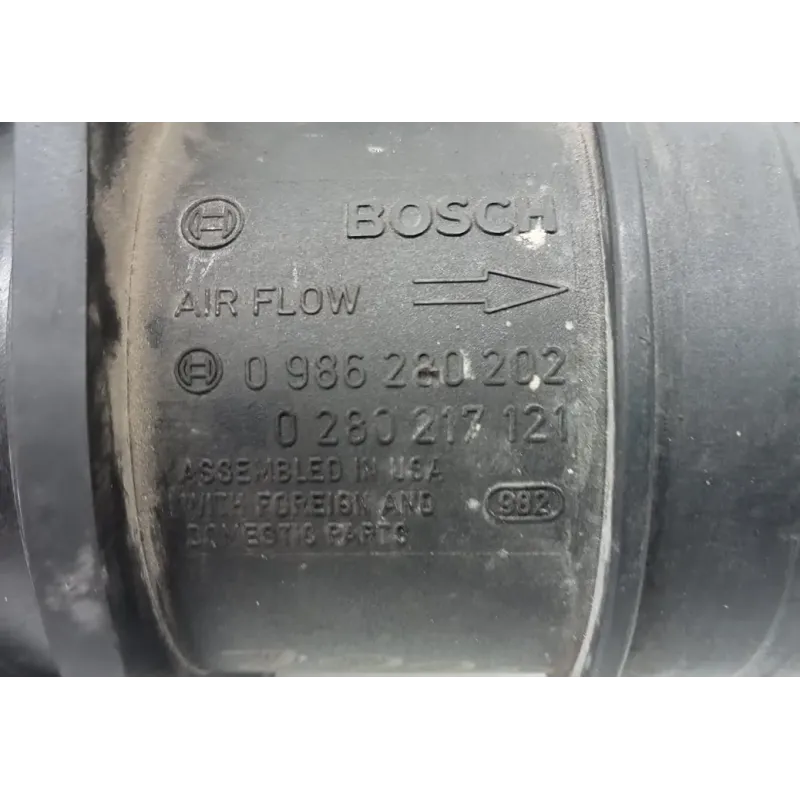 BOSCH
AIR FLOW
0 986 280 202
0 280 217 121
ASSEMBLED IN USA
WITH FOREIGN AND
DOMESTIC PARTS
982